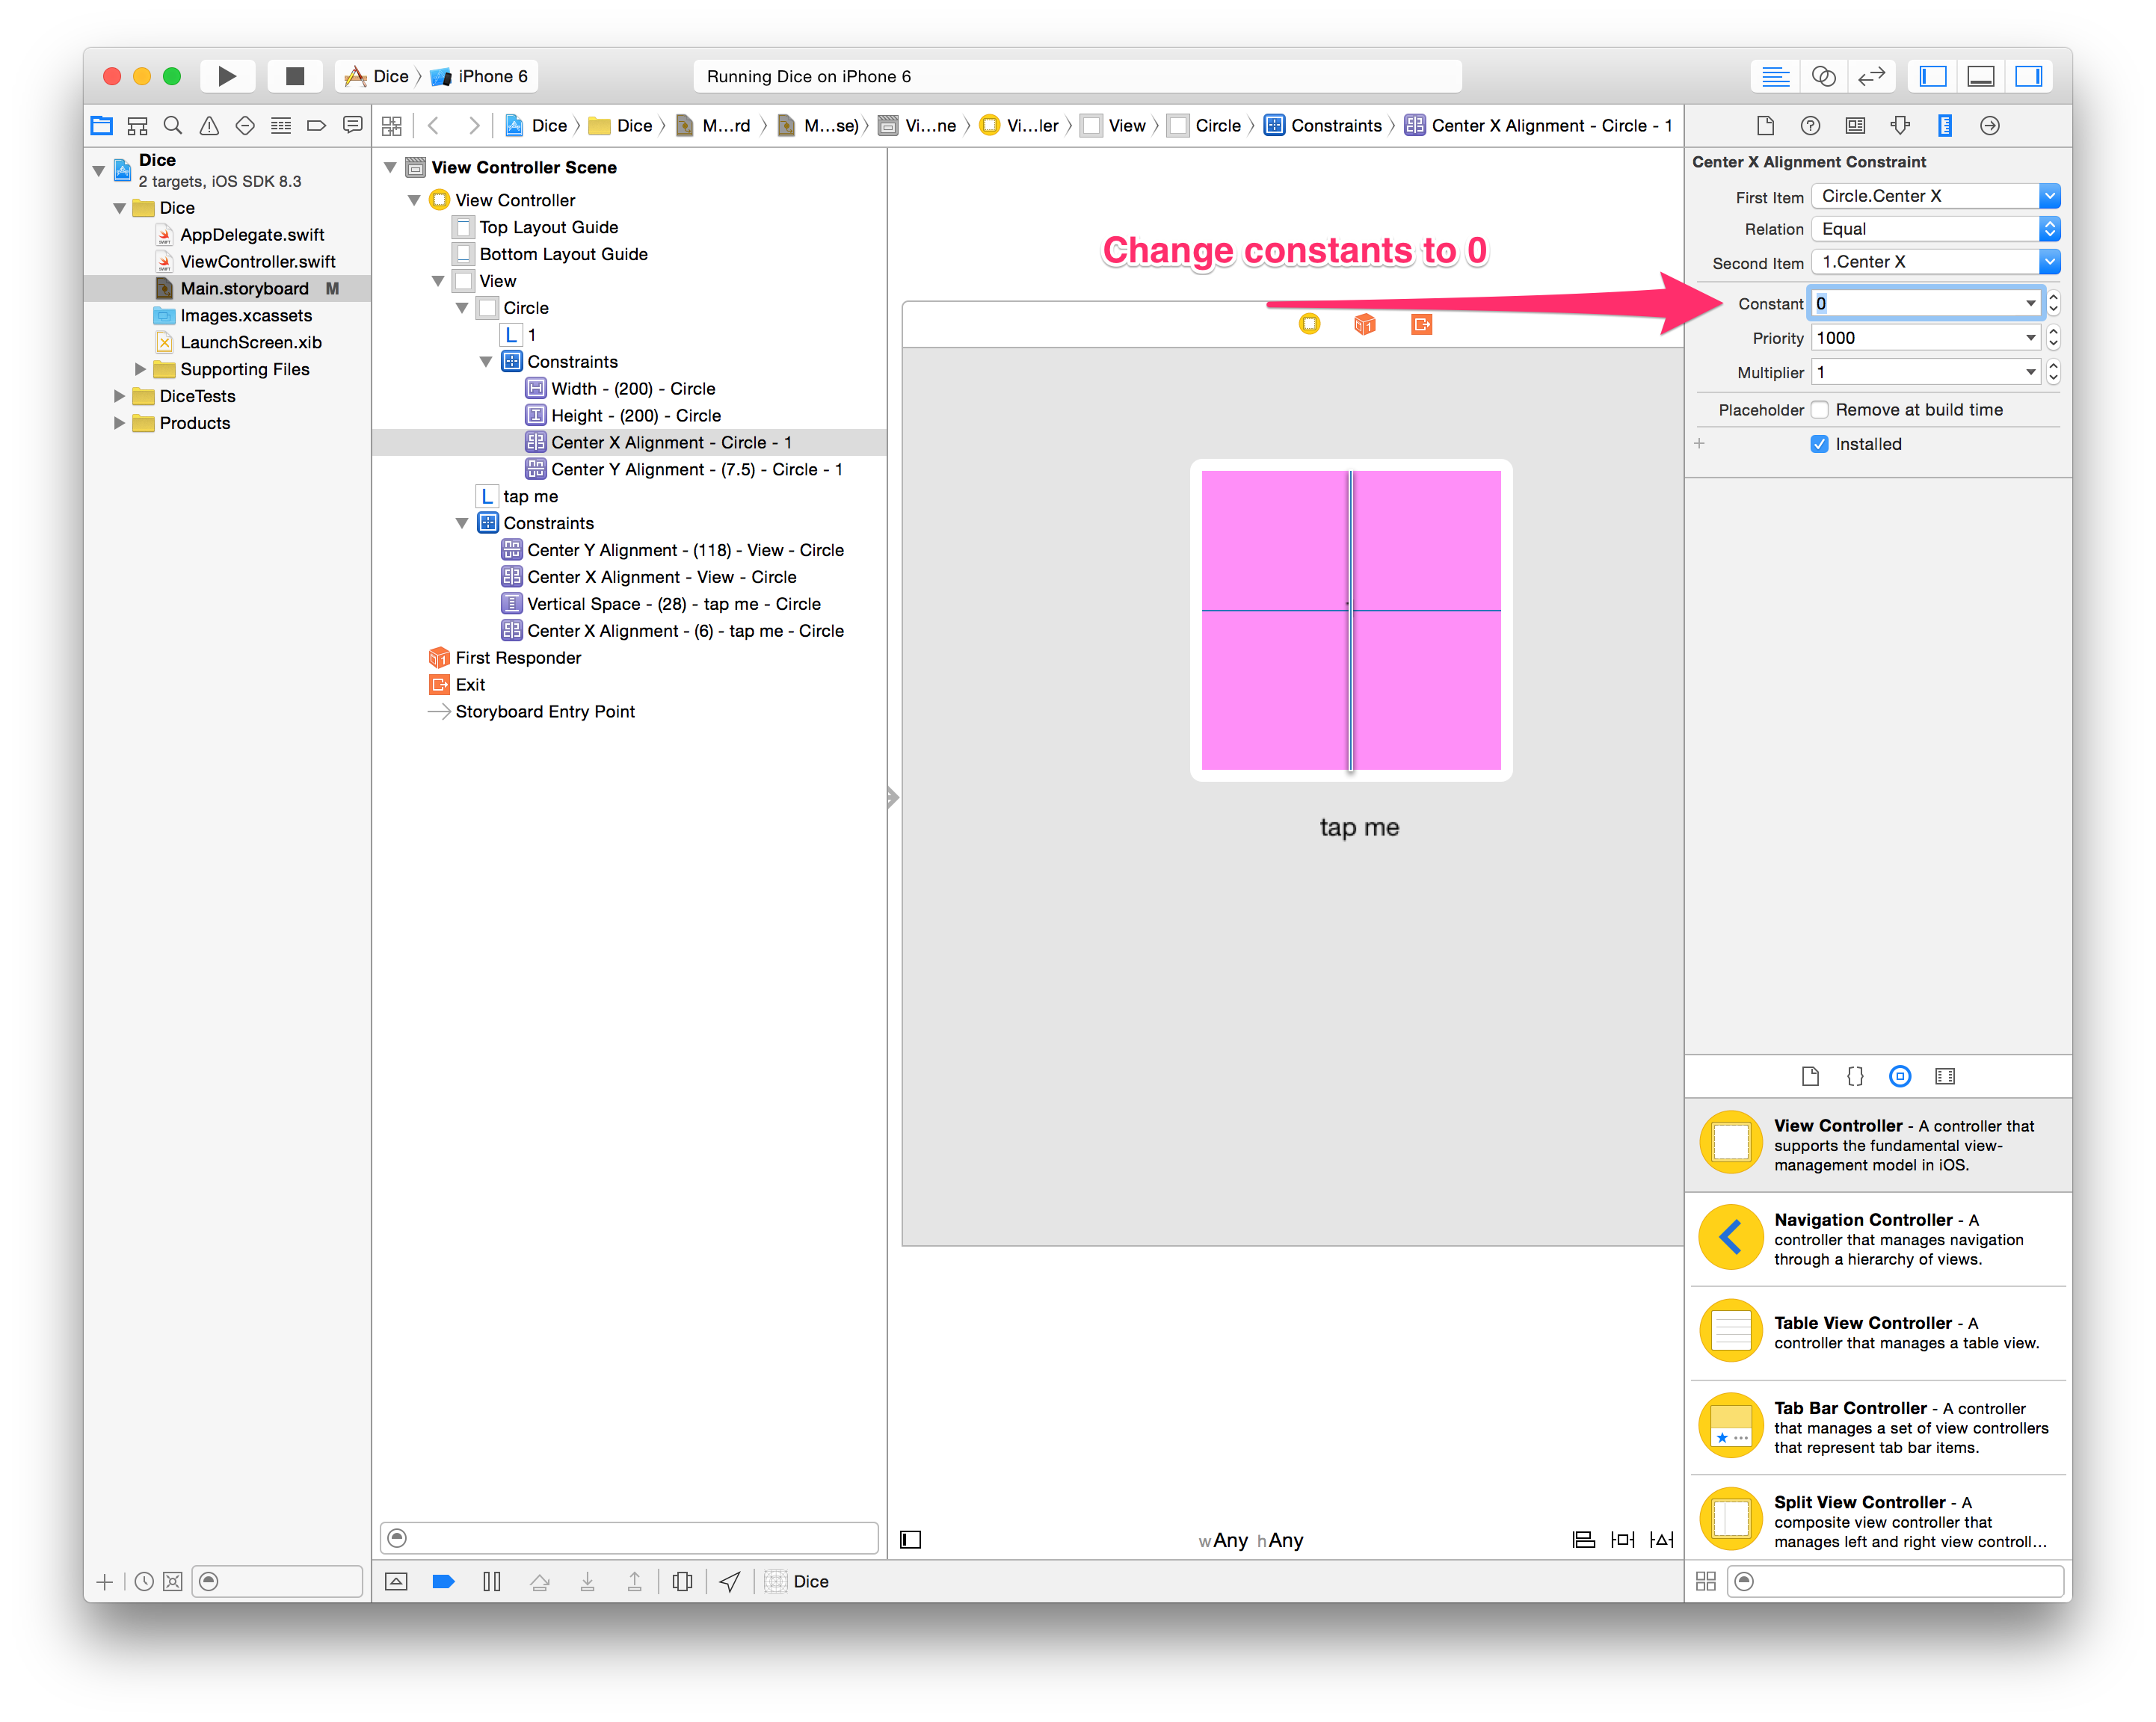 Dice
iPhone 6
Running Dice on iPhone 6
Dice
Dice
M...rd
M...se)
Vi...ne
Vi...ler
View
Circle
Constraints
Center X Alignment - Circle - 1
Dice
2 targets, iOS SDK 8.3
Dice
AppDelegate.swift
ViewController.swift
Main.storyboard M
Images.xcassets
LaunchScreen.xib
Supporting Files
DiceTests
Products
View Controller Scene
View Controller
Top Layout Guide
Bottom Layout Guide
View
Circle
L 1
Constraints
Width - (200) - Circle
Height - (200) - Circle
Center X Alignment - Circle - 1
Center Y Alignment - (7.5) - Circle - 1
L tap me
Constraints
Center Y Alignment - (118) - View - Circle
Center X Alignment - View - Circle
Vertical Space - (28) - tap me - Circle
Center X Alignment - (6) - tap me - Circle
First Responder
Exit
Storyboard Entry Point
Change constants to 0
tap me
wAny hAny
Dice
Center X Alignment Constraint
First Item Circle.Center X
Relation Equal
Second Item 1.Center X
Constant 0
Priority 1000
Multiplier 1
Placeholder Remove at build time
Installed
View Controller - A controller that
supports the fundamental view-
management model in iOS.
Navigation Controller - A
controller that manages navigation
through a hierarchy of views.
Table View Controller - A
controller that manages a table view.
Tab Bar Controller - A controller
that manages a set of view controllers
that represent tab bar items.
Split View Controller - A
composite view controller that
manages left and right view controll...